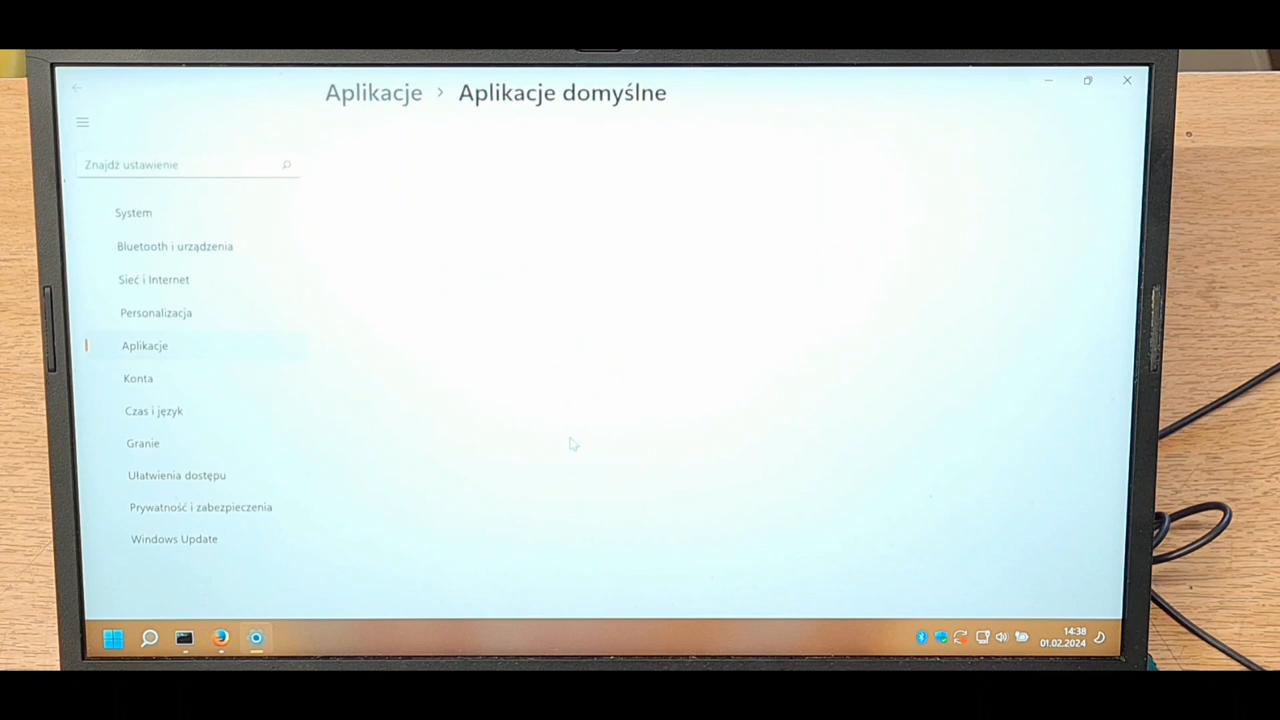 Aplikacje > Aplikacje domyślne
Znajdź ustawienie
System
Bluetooth i urządzenia
Sieć i Internet
Personalizacja
Aplikacje
Konta
Czas i język
Granie
Ułatwienia dostępu
Prywatność i zabezpieczenia
Windows Update
14:38
01.02.2024